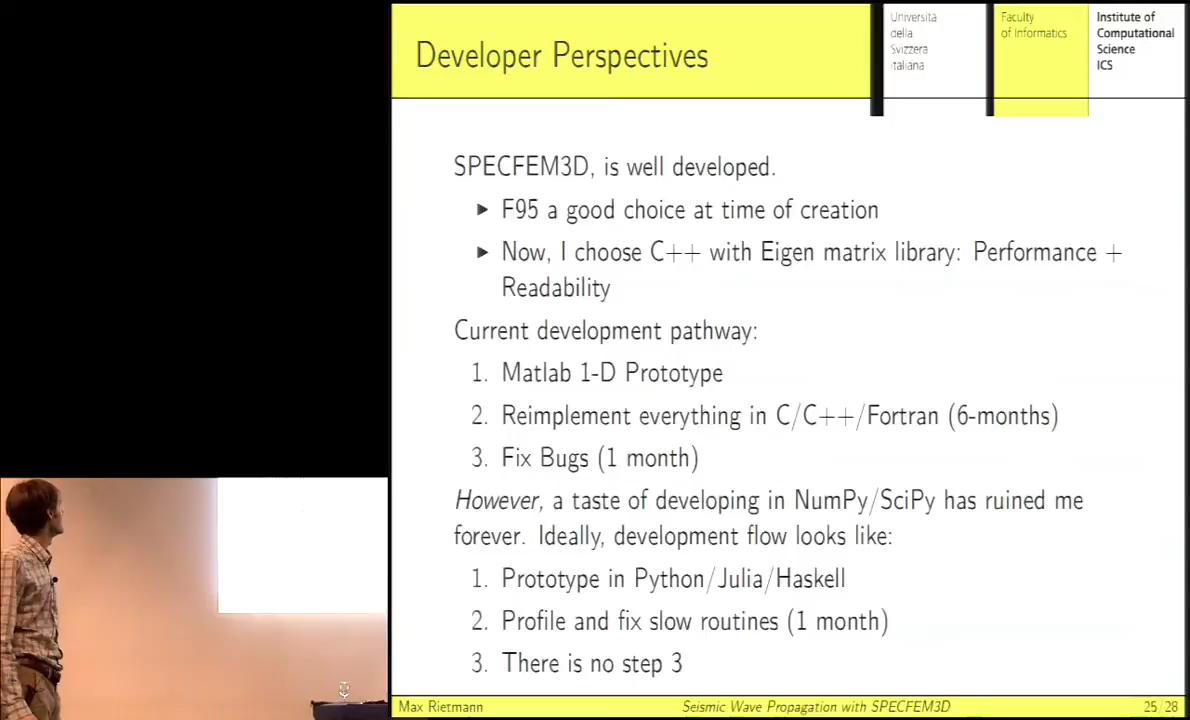 Developer Perspectives
Università
della
Svizzera
italiana
Faculty
of Informatics
Institute of
Computational
Science
ICS
SPECFEM3D, is well developed.
▶ F95 a good choice at time of creation
▶ Now, I choose C++ with Eigen matrix library: Performance +
Readability
Current development pathway:
1. Matlab 1-D Prototype
2. Reimplement everything in C/C++/Fortran (6-months)
3. Fix Bugs (1 month)
However, a taste of developing in NumPy/SciPy has ruined me
forever. Ideally, development flow looks like:
1. Prototype in Python/Julia/Haskell
2. Profile and fix slow routines (1 month)
3. There is no step 3
Max Rietmann
Seismic Wave Propagation with SPECFEM3D
25/28